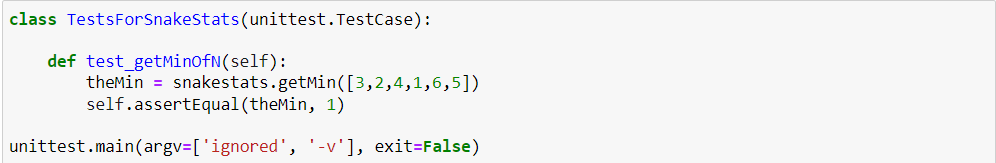 class TestsForSnakeStats(unittest.TestCase):
    def test_getMinOfN(self):
        theMin = snakestats.getMin([3,2,4,1,6,5])
        self.assertEqual(theMin, 1)
unittest.main(argv=['ignored', '-v'], exit=False)